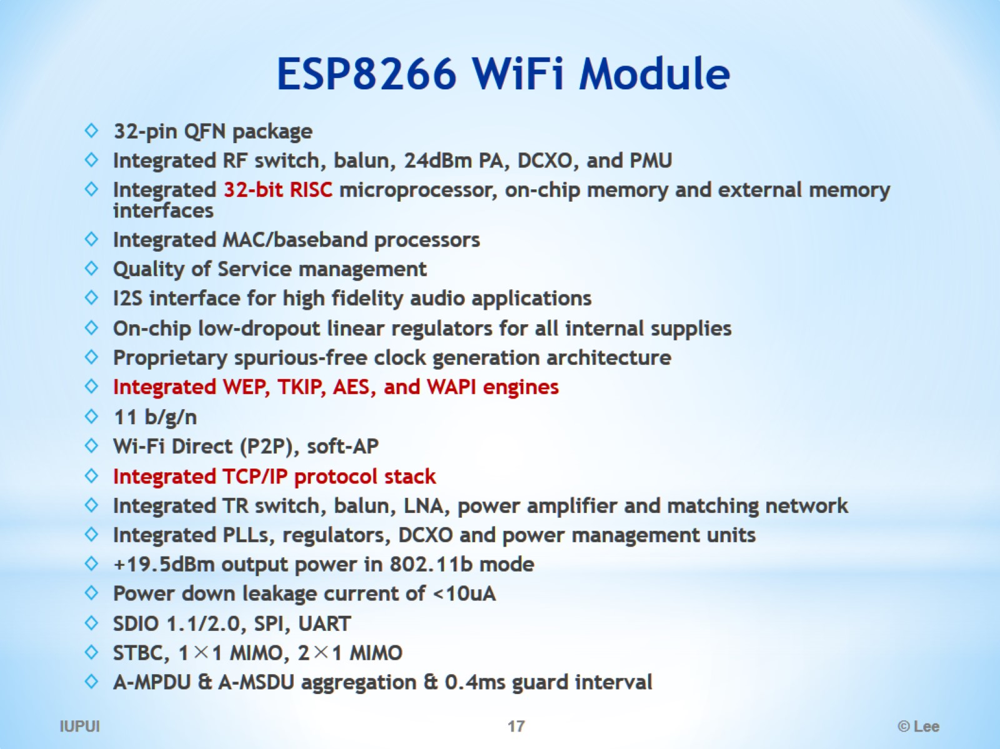 ESP8266 WiFi Module
◇ 32-pin QFN package
◇ Integrated RF switch, balun, 24dBm PA, DCXO, and PMU
◇ Integrated 32-bit RISC microprocessor, on-chip memory and external memory
interfaces
◇ Integrated MAC/baseband processors
◇ Quality of Service management
◇ I2S interface for high fidelity audio applications
◇ On-chip low-dropout linear regulators for all internal supplies
◇ Proprietary spurious-free clock generation architecture
◇ Integrated WEP, TKIP, AES, and WAPI engines
◇ 11 b/g/n
◇ Wi-Fi Direct (P2P), soft-AP
◇ Integrated TCP/IP protocol stack
◇ Integrated TR switch, balun, LNA, power amplifier and matching network
◇ Integrated PLLs, regulators, DCXO and power management units
◇ +19.5dBm output power in 802.11b mode
◇ Power down leakage current of <10uA
◇ SDIO 1.1/2.0, SPI, UART
◇ STBC, 1×1 MIMO, 2×1 MIMO
◇ A-MPDU & A-MSDU aggregation & 0.4ms guard interval
IUPUI 17 © Lee